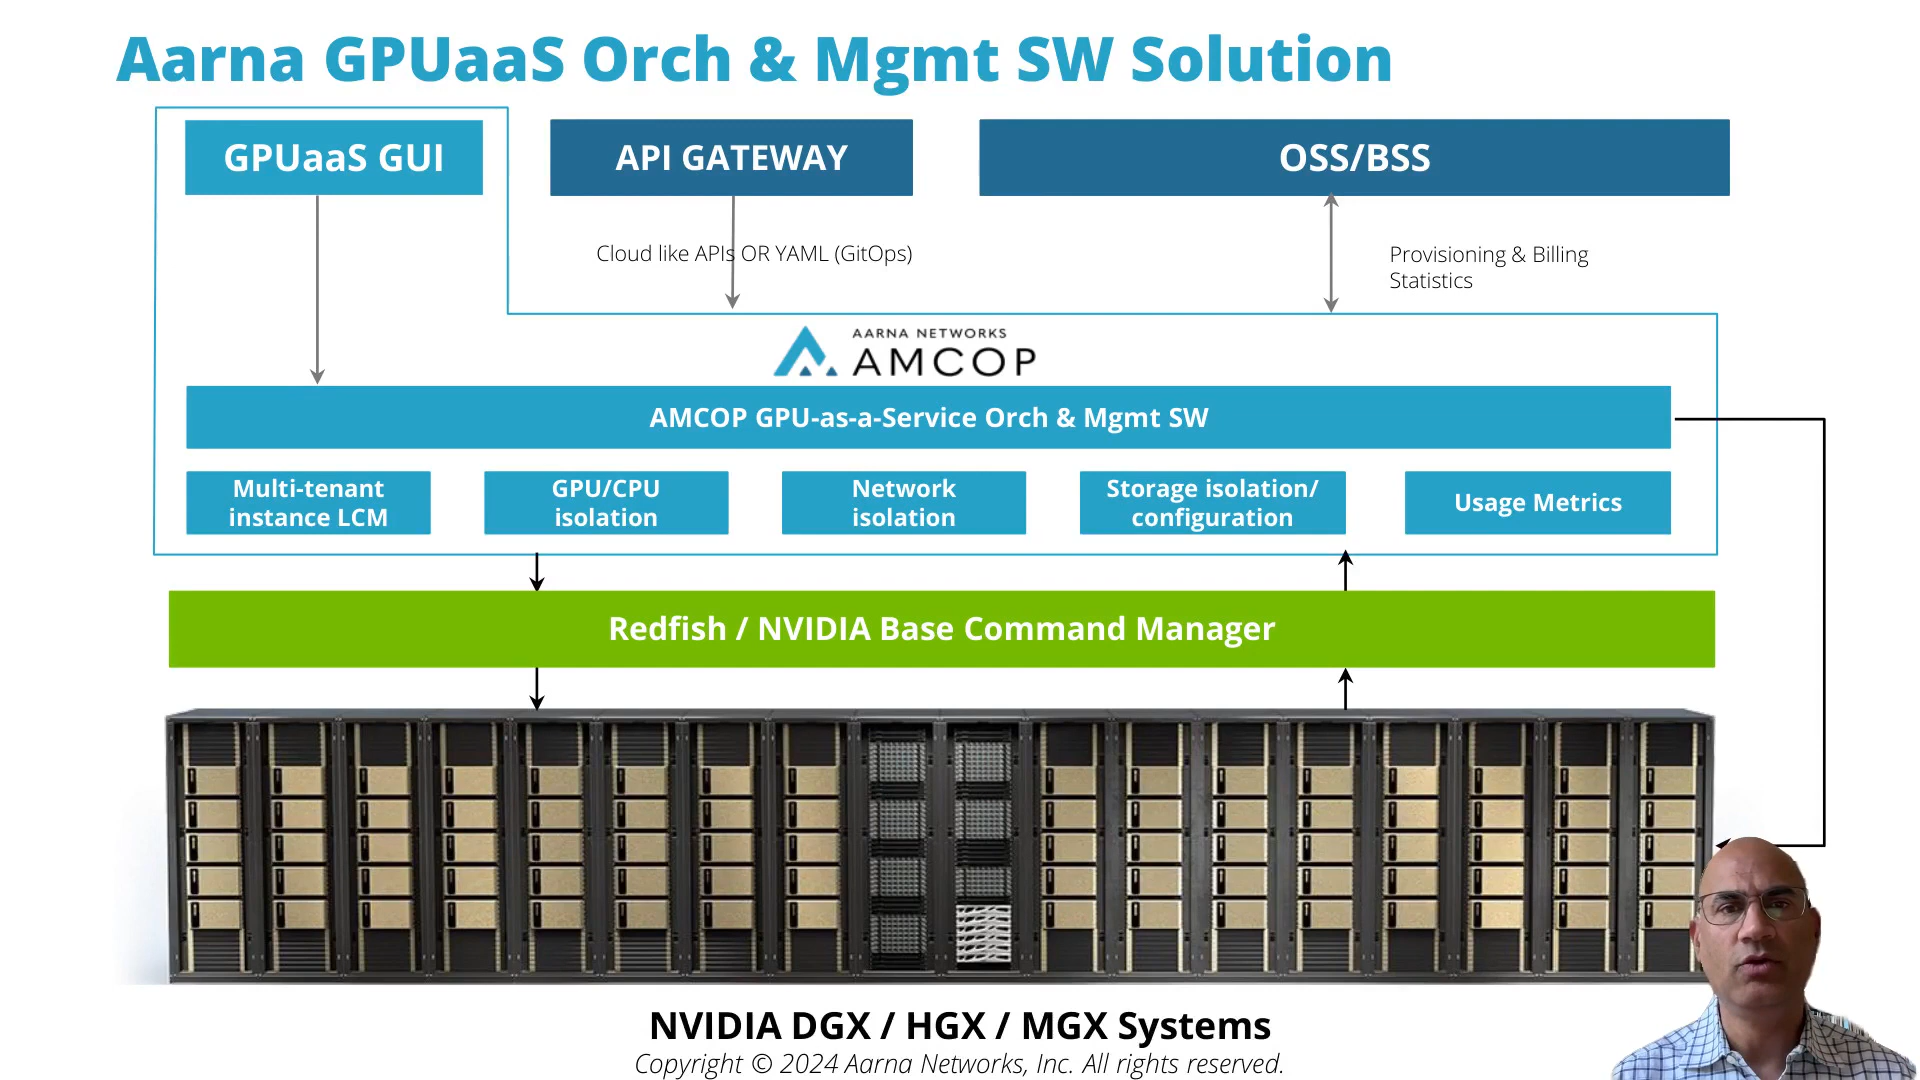 Aarna GPUaaS Orch & Mgmt SW Solution
GPUaaS GUI
API GATEWAY
OSS/BSS
Cloud like APIs OR YAML (GitOps)
Provisioning & Billing
Statistics
AARNA NETWORKS
AMCOP
AMCOP GPU-as-a-Service Orch & Mgmt SW
Multi-tenant
instance LCM
GPU/CPU
isolation
Network
isolation
Storage isolation/
configuration
Usage Metrics
Redfish / NVIDIA Base Command Manager
NVIDIA DGX / HGX / MGX Systems
Copyright © 2024 Aarna Networks, Inc. All rights reserved.